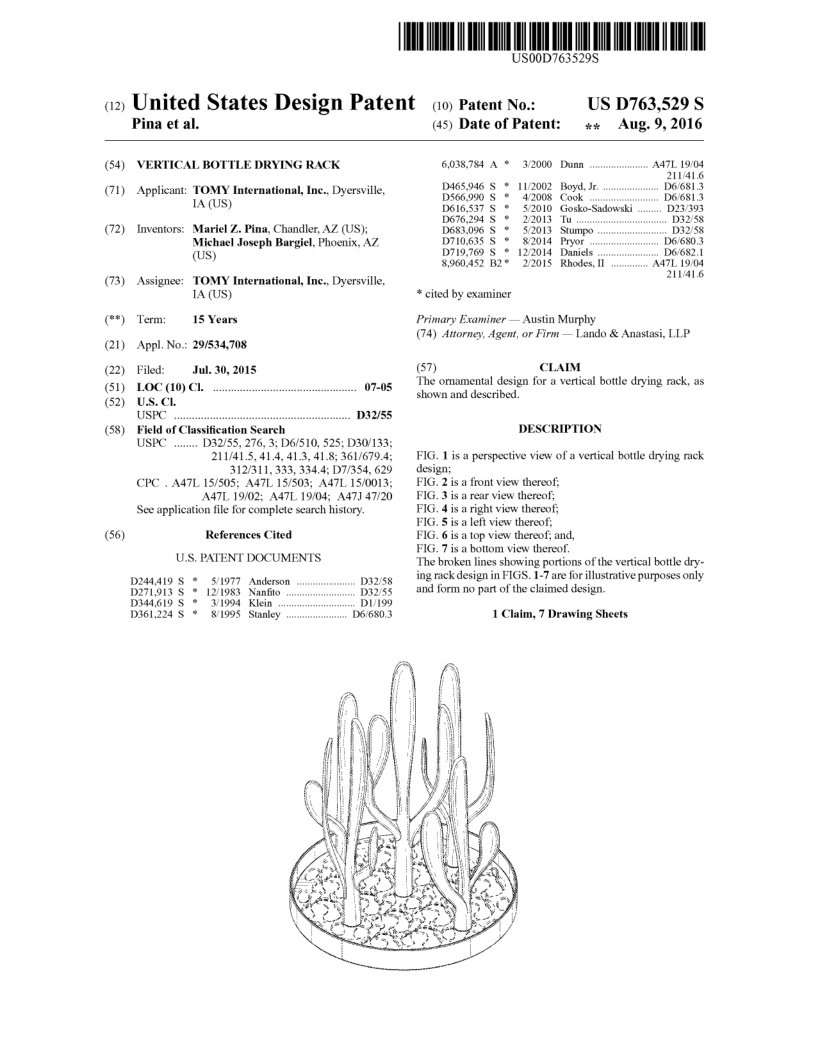 US00D763529S
(12) United States Design Patent
Pina et al.
(10) Patent No.: US D763,529 S
(45) Date of Patent: ** Aug. 9, 2016
(54) VERTICAL BOTTLE DRYING RACK
(71) Applicant: TOMY International, Inc., Dyersville,
IA (US)
(72) Inventors: Mariel Z. Pina, Chandler, AZ (US);
Michael Joseph Bargiel, Phoenix, AZ
(US)
(73) Assignee: TOMY International, Inc., Dyersville,
IA (US)
(**) Term: 15 Years
(21) Appl. No.: 29/534,708
(22) Filed: Jul. 30, 2015
(51) LOC (10) Cl. ................................................ 07-05
(52) U.S. Cl.
USPC ........................................................... D32/55
(58) Field of Classification Search
USPC ........ D32/55, 276, 3; D6/510, 525; D30/133;
211/41.5, 41.4, 41.3, 41.8; 361/679.4;
312/311, 333, 334.4; D7/354, 629
CPC . A47L 15/505; A47L 15/503; A47L 15/0013;
A47L 19/02; A47L 19/04; A47J 47/20
See application file for complete search history.
(56) References Cited
U.S. PATENT DOCUMENTS
D244,419 S * 5/1977 Anderson ...................... D32/58
D271,913 S * 12/1983 Nanfito .......................... D32/55
D344,619 S * 3/1994 Klein ............................. D1/199
D361,224 S * 8/1995 Stanley ....................... D6/680.3
6,038,784 A * 3/2000 Dunn ...................... A47L 19/04
211/41.6
D465,946 S * 11/2002 Boyd, Jr. ..................... D6/681.3
D566,990 S * 4/2008 Cook .......................... D6/681.3
D616,537 S * 5/2010 Gosko-Sadowski ......... D23/393
D676,294 S * 2/2013 Tu .................................. D32/58
D683,096 S * 5/2013 Stumpo .......................... D32/58
D710,635 S * 8/2014 Pryor .......................... D6/680.3
D719,769 S * 12/2014 Daniels ....................... D6/682.1
8,960,452 B2 * 2/2015 Rhodes, II .............. A47L 19/04
211/41.6
* cited by examiner
Primary Examiner — Austin Murphy
(74) Attorney, Agent, or Firm — Lando & Anastasi, LLP
(57) CLAIM
The ornamental design for a vertical bottle drying rack, as
shown and described.
DESCRIPTION
FIG. 1 is a perspective view of a vertical bottle drying rack
design;
FIG. 2 is a front view thereof;
FIG. 3 is a rear view thereof;
FIG. 4 is a right view thereof;
FIG. 5 is a left view thereof;
FIG. 6 is a top view thereof; and,
FIG. 7 is a bottom view thereof.
The broken lines showing portions of the vertical bottle dry-
ing rack design in FIGS. 1-7 are for illustrative purposes only
and form no part of the claimed design.
1 Claim, 7 Drawing Sheets